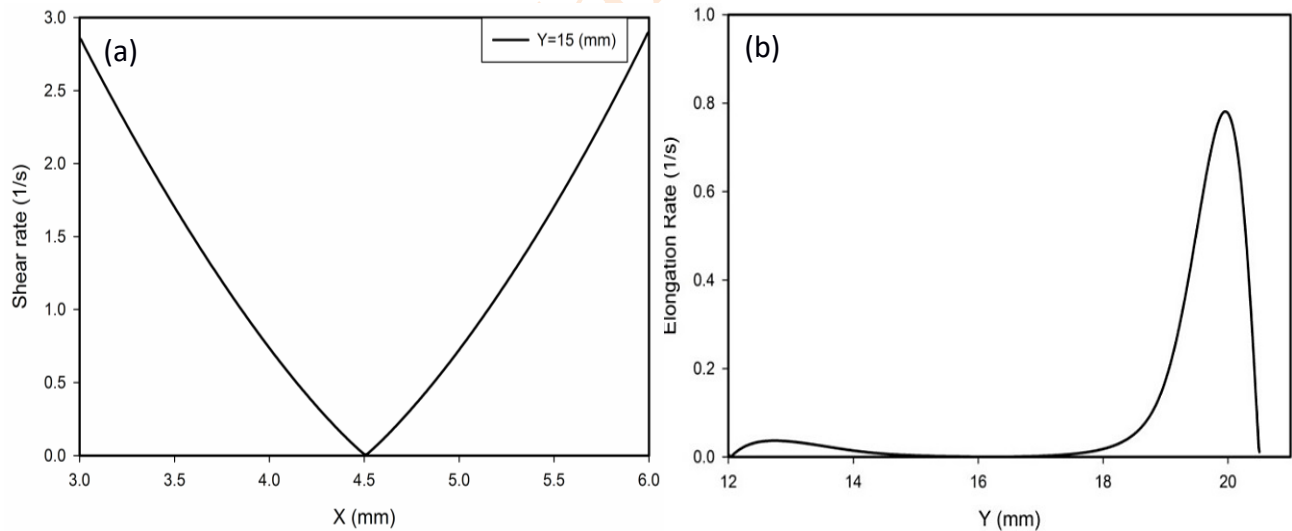 (a)
Y=15 (mm)
Shear rate (1/s)
3.0
2.5
2.0
1.5
1.0
0.5
0.0
3.0 3.5 4.0 4.5 5.0 5.5 6.0
X (mm)
(b)
Elongation Rate (1/s)
1.0
0.8
0.6
0.4
0.2
0.0
12 14 16 18 20
Y (mm)